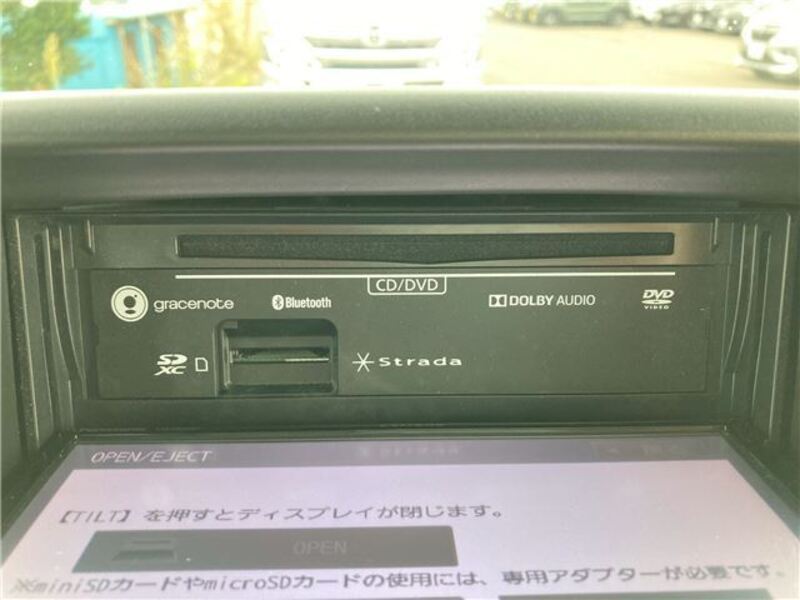 CD/DVD
gracenote Bluetooth DOLBY AUDIO DVD VIDEO
SD XC Strada
OPEN/EJECT
【TILT】を押すとディスプレイが閉じます。
OPEN
※miniSDカードやmicroSDカードの使用には、専用アダプターが必要です。